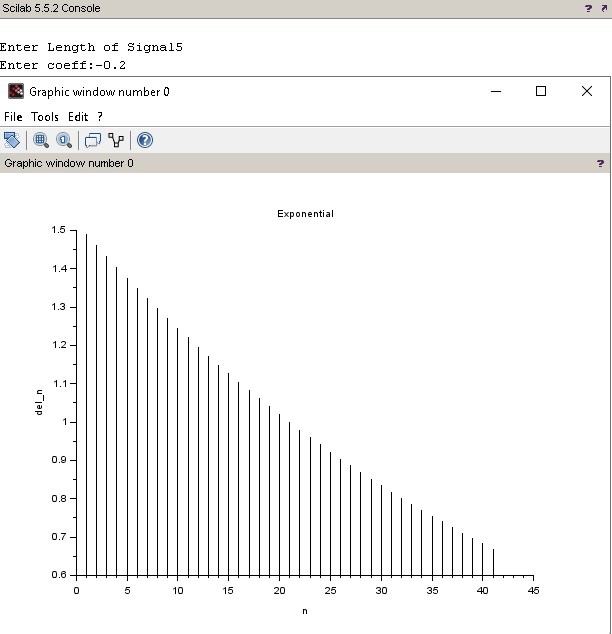 Scilab 5.5.2 Console
? ↗
Enter Length of Signal5
Enter coeff:-0.2
Graphic window number 0
File Tools Edit ?
Graphic window number 0
?
Exponential
1.5
1.4
1.3
1.2
1.1
1
0.9
0.8
0.7
0.6
del_n
0 5 10 15 20 25 30 35 40 45
n